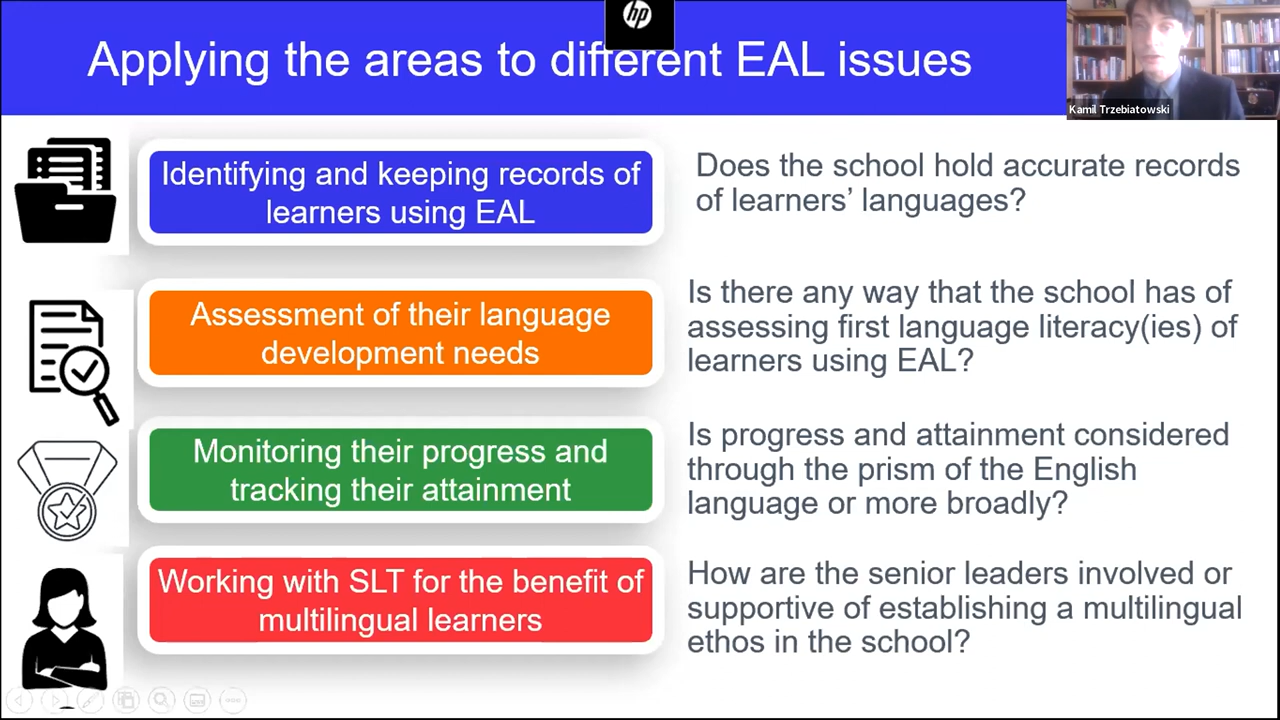 hp
Applying the areas to different EAL issues
Kamil Trzebiatowski
Identifying and keeping records of
learners using EAL
Does the school hold accurate records
of learners’ languages?
Assessment of their language
development needs
Is there any way that the school has of
assessing first language literacy(ies) of
learners using EAL?
Monitoring their progress and
tracking their attainment
Is progress and attainment considered
through the prism of the English
language or more broadly?
Working with SLT for the benefit of
multilingual learners
How are the senior leaders involved or
supportive of establishing a multilingual
ethos in the school?